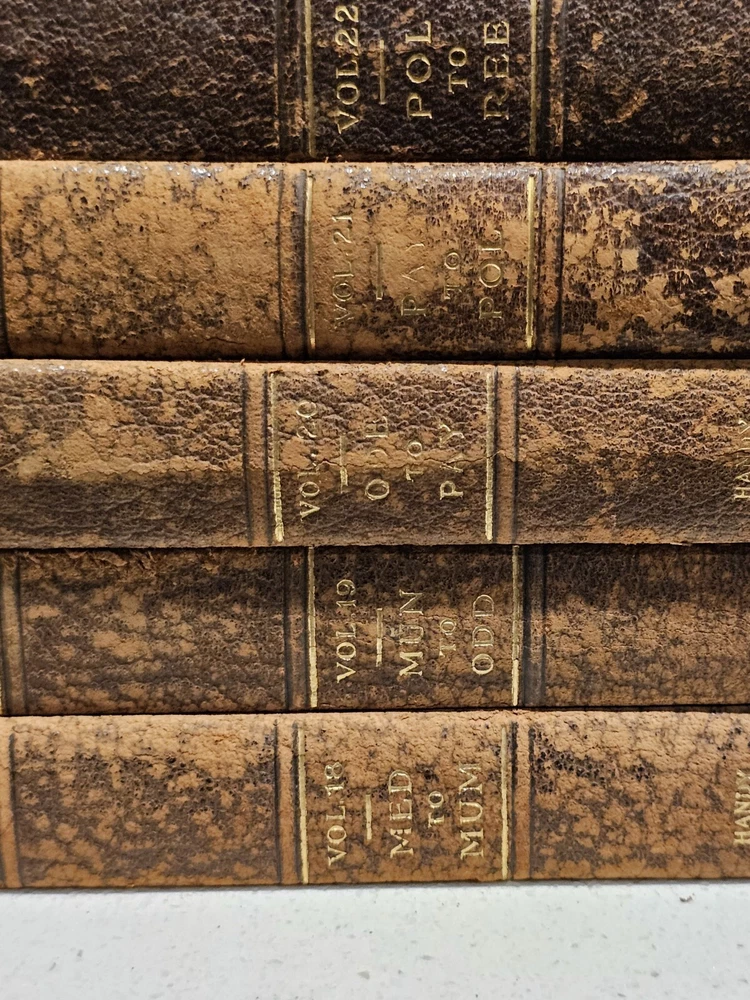 VOL. 22
POL
TO
REE
VOL. 21
PAY
TO
POL
VOL. 20
ODE
TO
PAY
VOL 19
MUN
TO
ODD
VOL 18
MED
TO
MUM